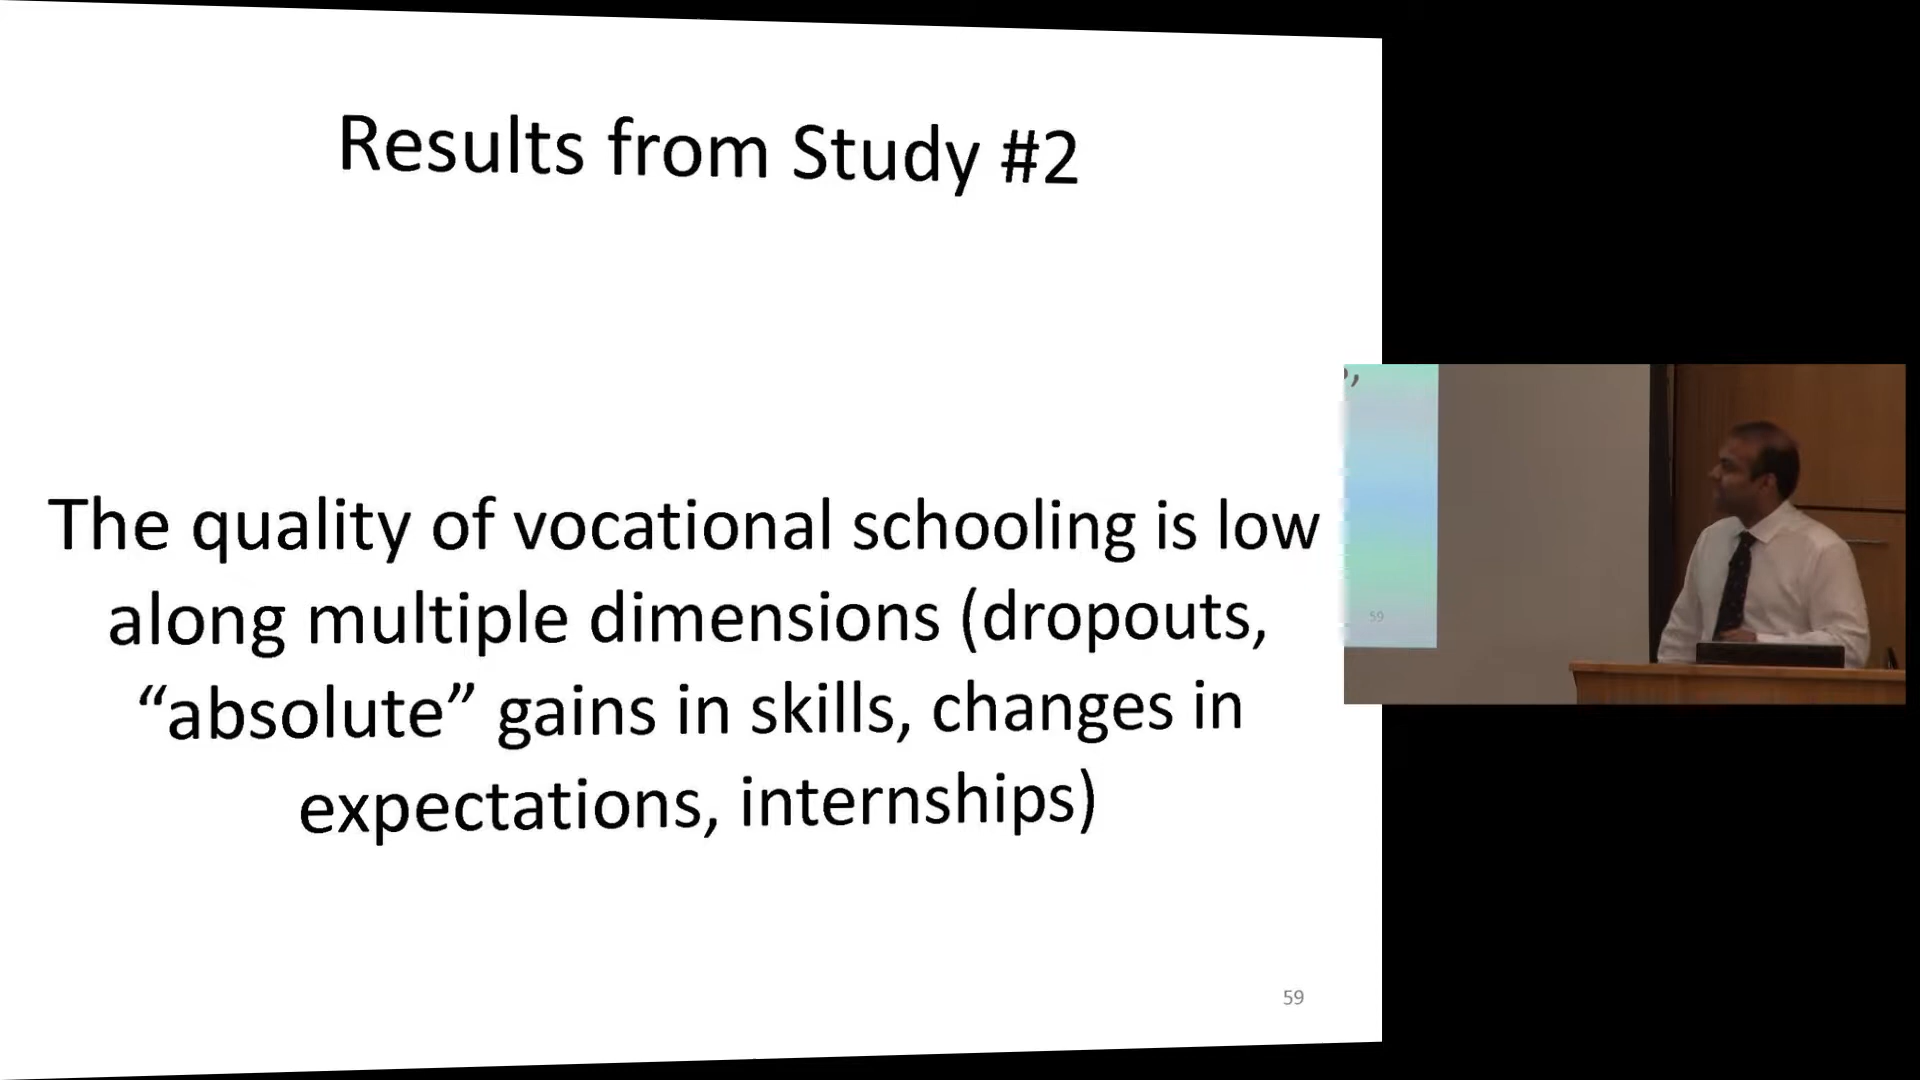 Results from Study #2
The quality of vocational schooling is low
along multiple dimensions (dropouts,
“absolute” gains in skills, changes in
expectations, internships)
59
59